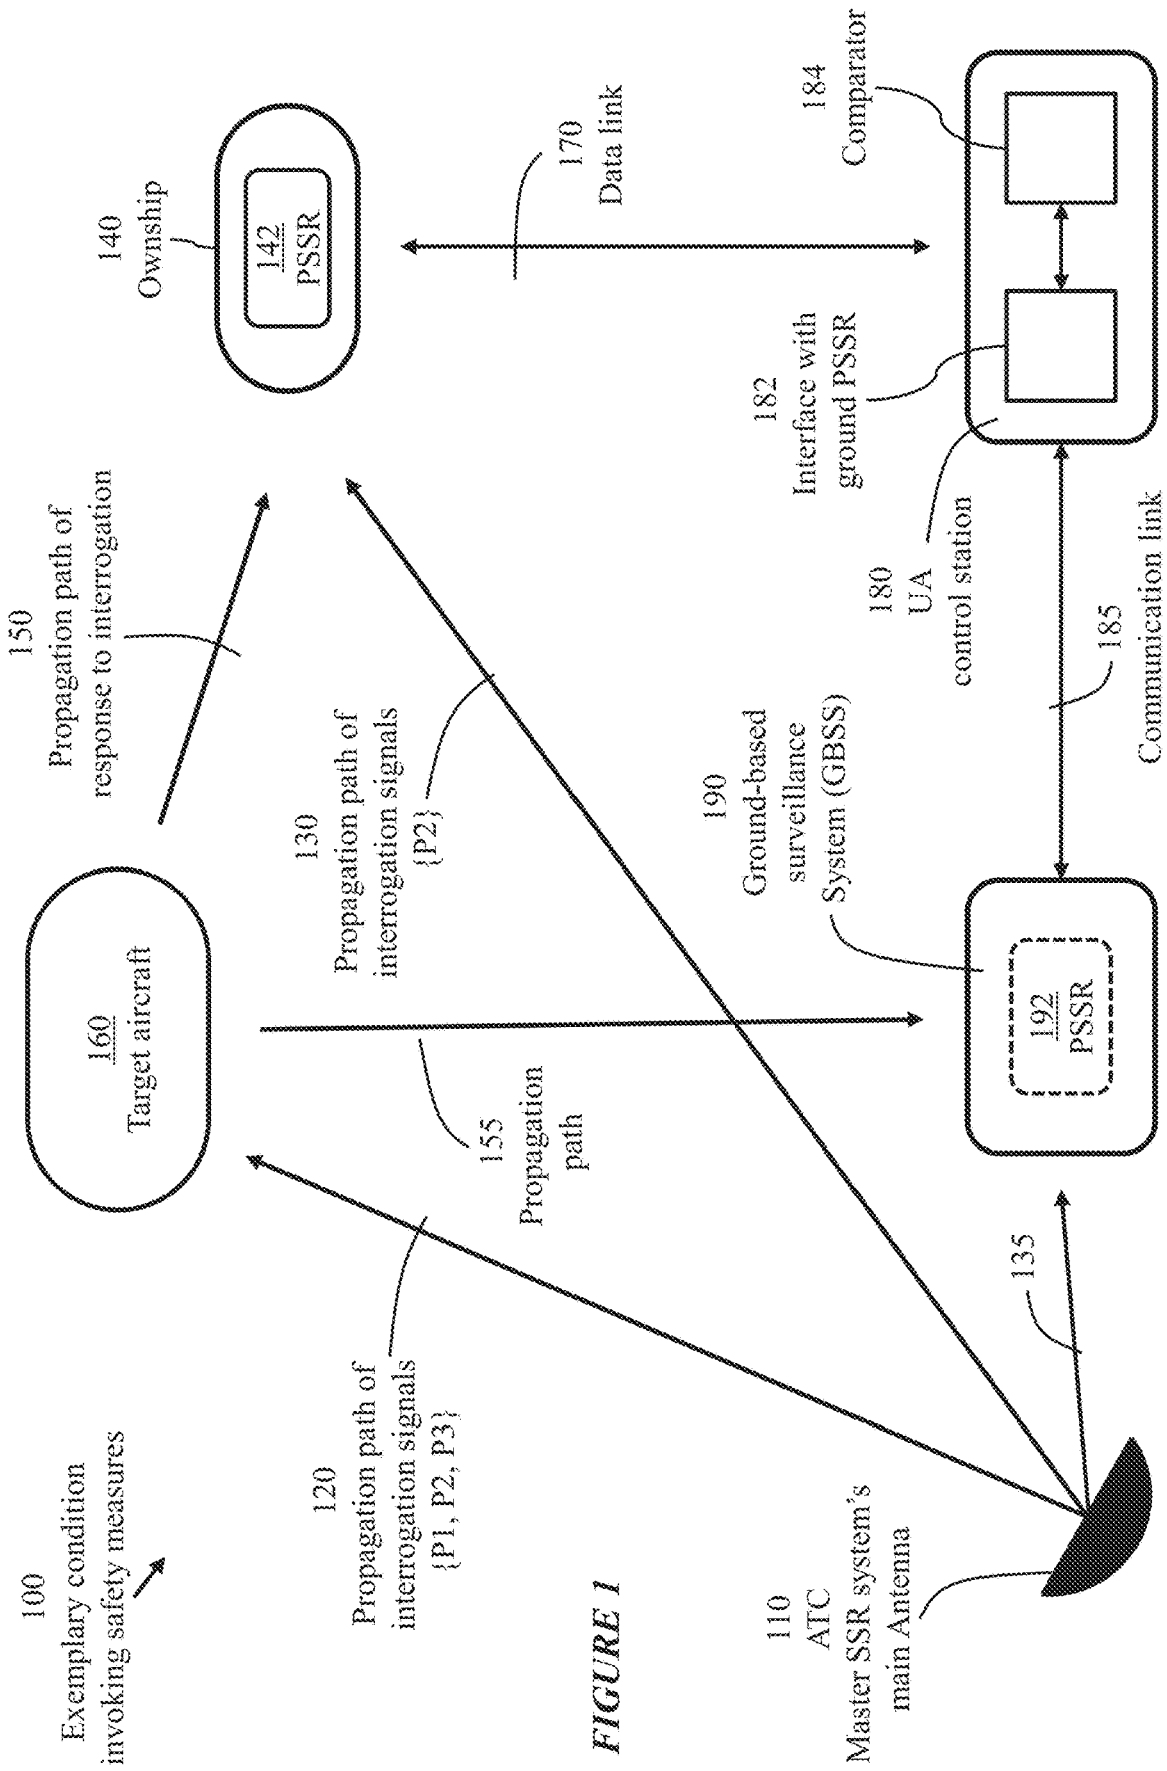 100
Exemplary condition
invoking safety measures
160
Target aircraft
150
Propagation path of
response to interrogation
140
Ownship
142
PSSR
120
Propagation path of
interrogation signals
{P1, P2, P3}
130
Propagation path of
interrogation signals
{P2}
155
Propagation
path
170
Data link
110
ATC
Master SSR system's
main Antenna
135
190
Ground-based
surveillance
System (GBSS)
192
PSSR
180
UA
control station
182
Interface with
ground PSSR
184
Comparator
185
Communication link
FIGURE 1